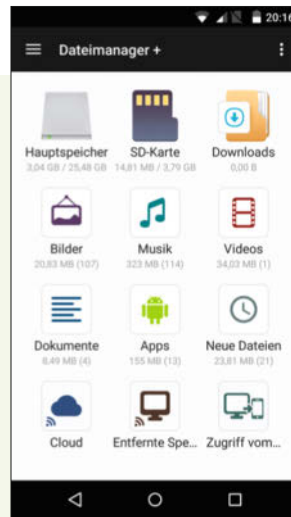 20:16
Dateimanager +
Hauptspeicher SD-Karte Downloads
3,04 GB / 25,48 GB 14,81 MB / 3,79 GB 0,00 B
Bilder Musik Videos
20,83 MB (107) 323 MB (114) 34,03 MB (1)
Dokumente Apps Neue Dateien
8,49 MB (4) 155 MB (13) 23,81 MB (21)
Cloud Entfernte Spe... Zugriff vom...